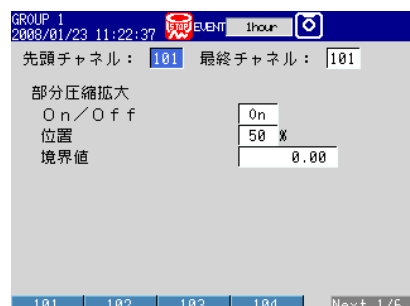 GROUP 1
2008/01/23 11:22:37 STOP EVENT 1hour
先頭チャネル： 101 最終チャネル： 101
部分圧縮拡大
Ｏｎ／Ｏｆｆ On
位置 50 %
境界値 0.00
101 102 103 104 Next 1/6